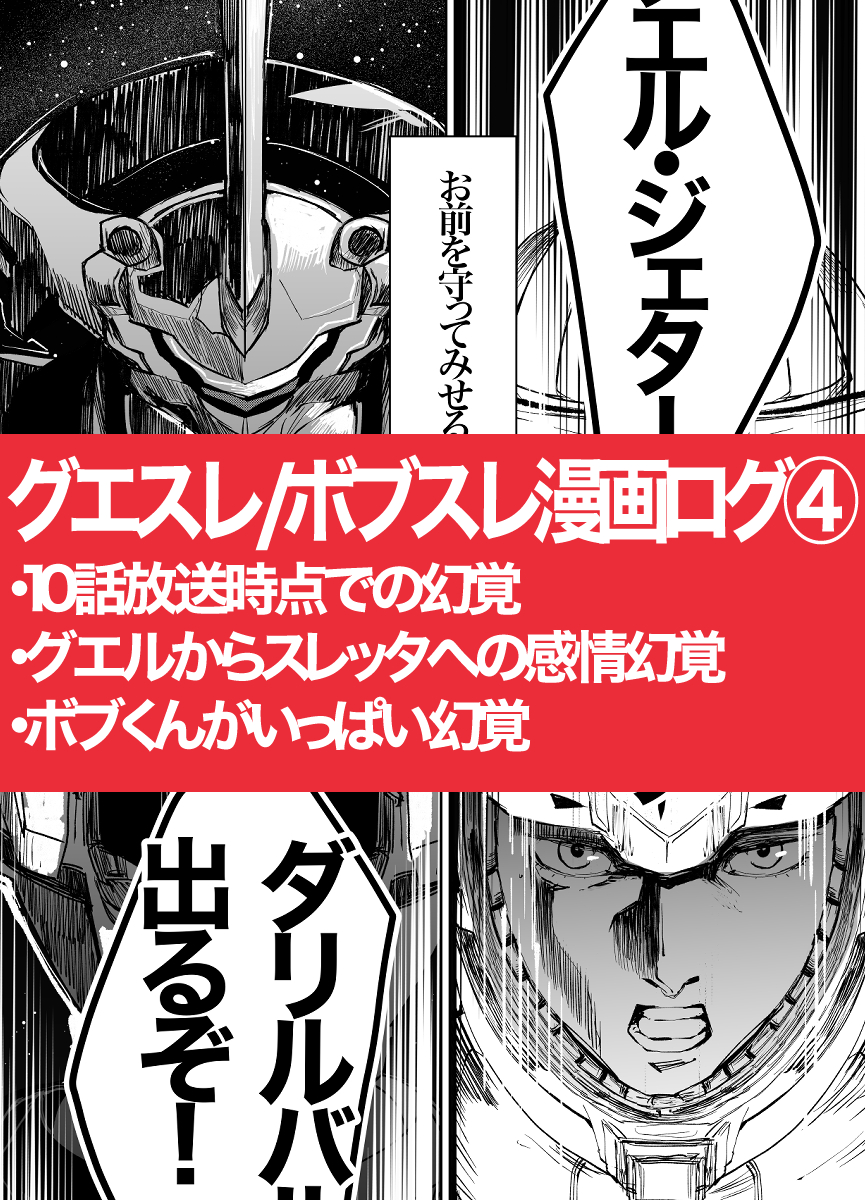 エル・ジェター
お前を守ってみせる
グエスレ/ボブスレ漫画ログ④
・10話放送時点での幻覚
・グエルからスレッタへの感情幻覚
・ボブくんがいっぱい幻覚
ダリルバ
出るぞ!